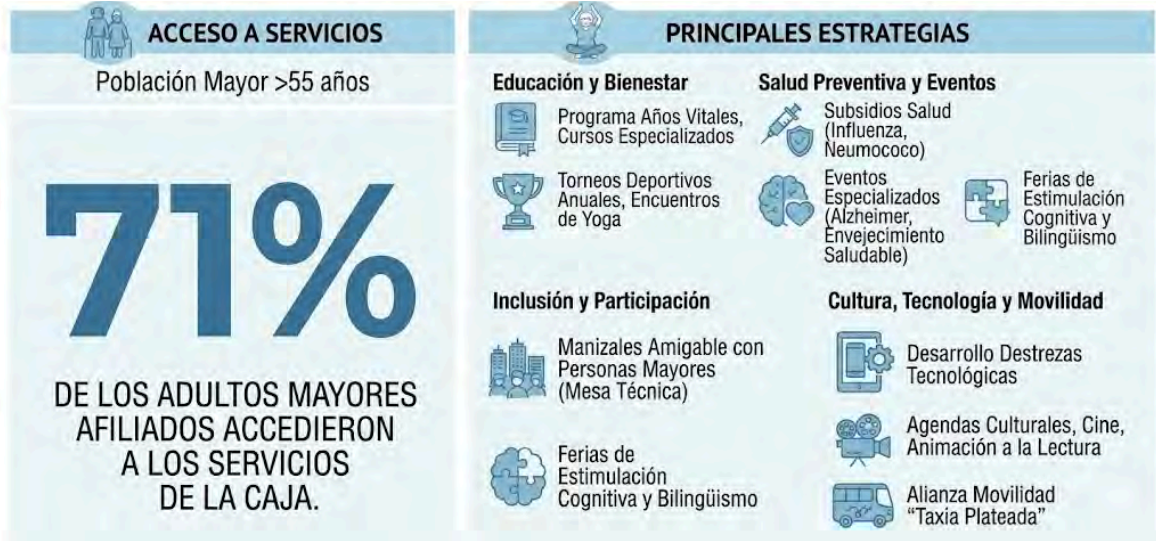 ACCESO A SERVICIOS
Población Mayor >55 años
71%
DE LOS ADULTOS MAYORES
AFILIADOS ACCEDIERON
A LOS SERVICIOS
DE LA CAJA.
PRINCIPALES ESTRATEGIAS
Educación y Bienestar
Programa Años Vitales,
Cursos Especializados
Torneos Deportivos
Anuales, Encuentros
de Yoga
Salud Preventiva y Eventos
Subsidios Salud
(Influenza,
Neumococo)
Eventos
Especializados
(Alzheimer,
Envejecimiento
Saludable)
Ferias de
Estimulación
Cognitiva y
Bilingüismo
Inclusión y Participación
Manizales Amigable con
Personas Mayores
(Mesa Técnica)
Ferias de
Estimulación
Cognitiva y Bilingüismo
Cultura, Tecnología y Movilidad
Desarrollo Destrezas
Tecnológicas
Agendas Culturales, Cine,
Animación a la Lectura
Alianza Movilidad
“Taxia Plateada”